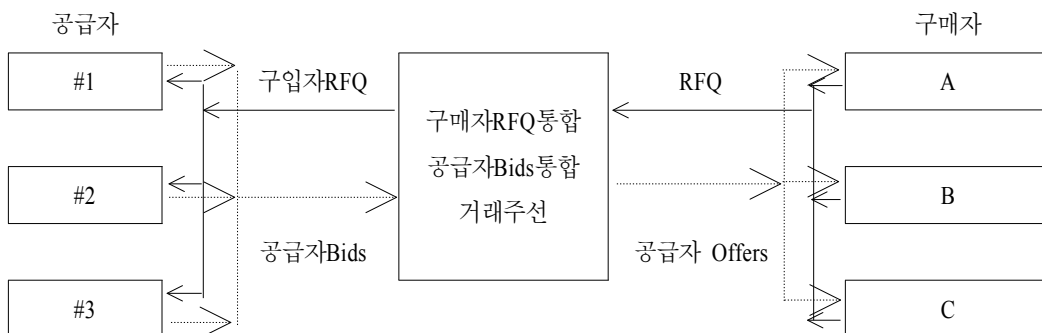 공급자
구매자
#1
구입자RFQ
RFQ
A
구매자RFQ통합
공급자Bids통합
거래주선
#2
B
공급자Bids
공급자 Offers
#3
C